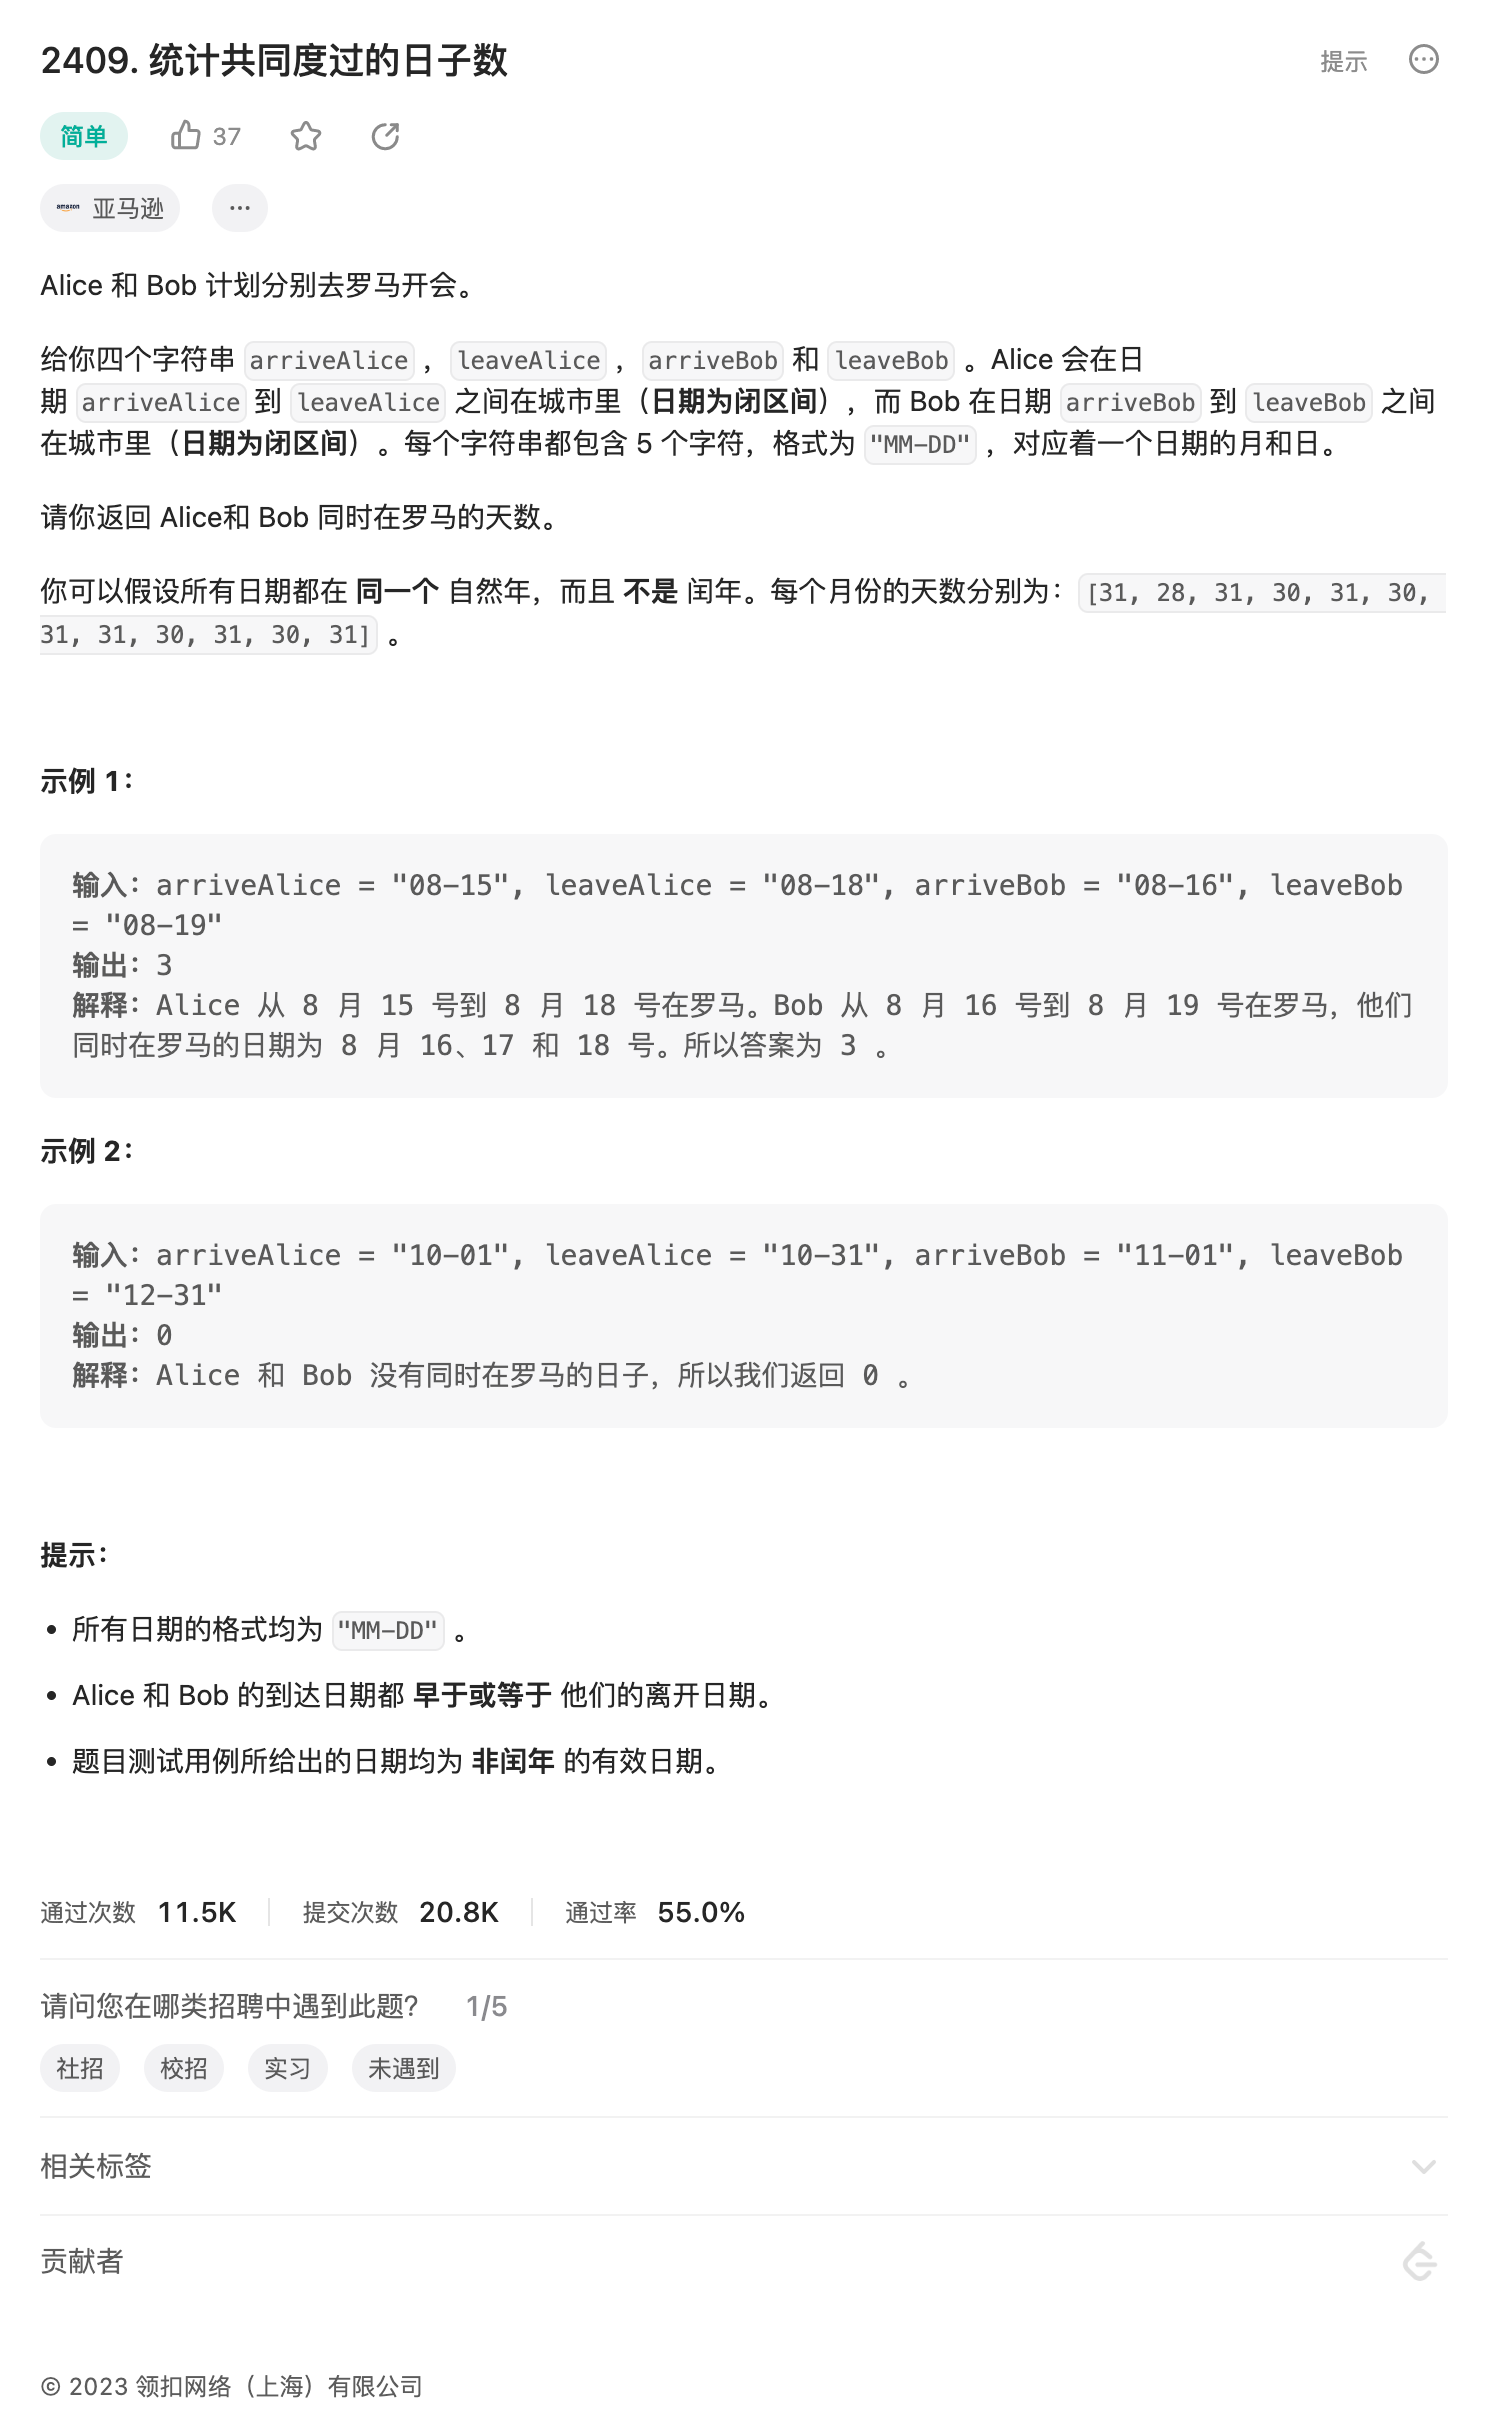 2409. 统计共同度过的日子数
提示
简单
37
amazon 亚马逊
Alice 和 Bob 计划分别去罗马开会。
给你四个字符串 arriveAlice ，leaveAlice ，arriveBob 和 leaveBob 。Alice 会在日
期 arriveAlice 到 leaveAlice 之间在城市里（日期为闭区间），而 Bob 在日期 arriveBob 到 leaveBob 之间
在城市里（日期为闭区间）。每个字符串都包含 5 个字符，格式为 "MM-DD" ，对应着一个日期的月和日。
请你返回 Alice和 Bob 同时在罗马的天数。
你可以假设所有日期都在 同一个 自然年，而且 不是 闰年。每个月份的天数分别为：[31, 28, 31, 30, 31, 30,
31, 31, 30, 31, 30, 31] 。
示例 1：
输入：arriveAlice = "08-15", leaveAlice = "08-18", arriveBob = "08-16", leaveBob
= "08-19"
输出：3
解释：Alice 从 8 月 15 号到 8 月 18 号在罗马。Bob 从 8 月 16 号到 8 月 19 号在罗马，他们
同时在罗马的日期为 8 月 16、17 和 18 号。所以答案为 3 。
示例 2：
输入：arriveAlice = "10-01", leaveAlice = "10-31", arriveBob = "11-01", leaveBob
= "12-31"
输出：0
解释：Alice 和 Bob 没有同时在罗马的日子，所以我们返回 0 。
提示：
• 所有日期的格式均为 "MM-DD" 。
• Alice 和 Bob 的到达日期都 早于或等于 他们的离开日期。
• 题目测试用例所给出的日期均为 非闰年 的有效日期。
通过次数 11.5K 提交次数 20.8K 通过率 55.0%
请问您在哪类招聘中遇到此题? 1/5
社招 校招 实习 未遇到
相关标签
贡献者
© 2023 领扣网络（上海）有限公司